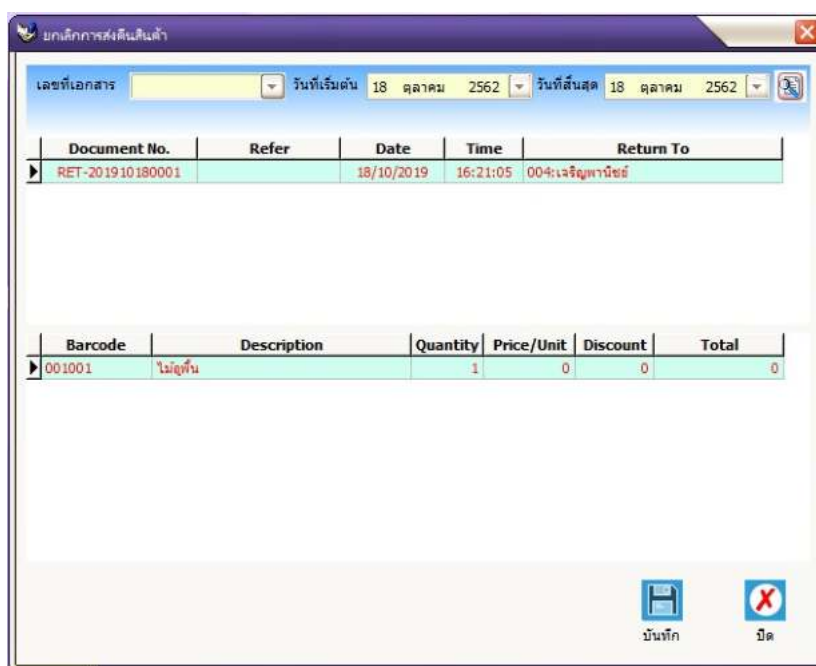 ยกเลิกการส่งคืนสินค้า
เลขที่เอกสาร วันที่เริ่มต้น 18 ตุลาคม 2562 วันที่สิ้นสุด 18 ตุลาคม 2562
Document No. Refer Date Time Return To
RET-201910180001 18/10/2019 16:21:05 004:เจริญพานิชย์
Barcode Description Quantity Price/Unit Discount Total
001001 ไม้ถูพื้น 1 0 0 0
บันทึก ปิด